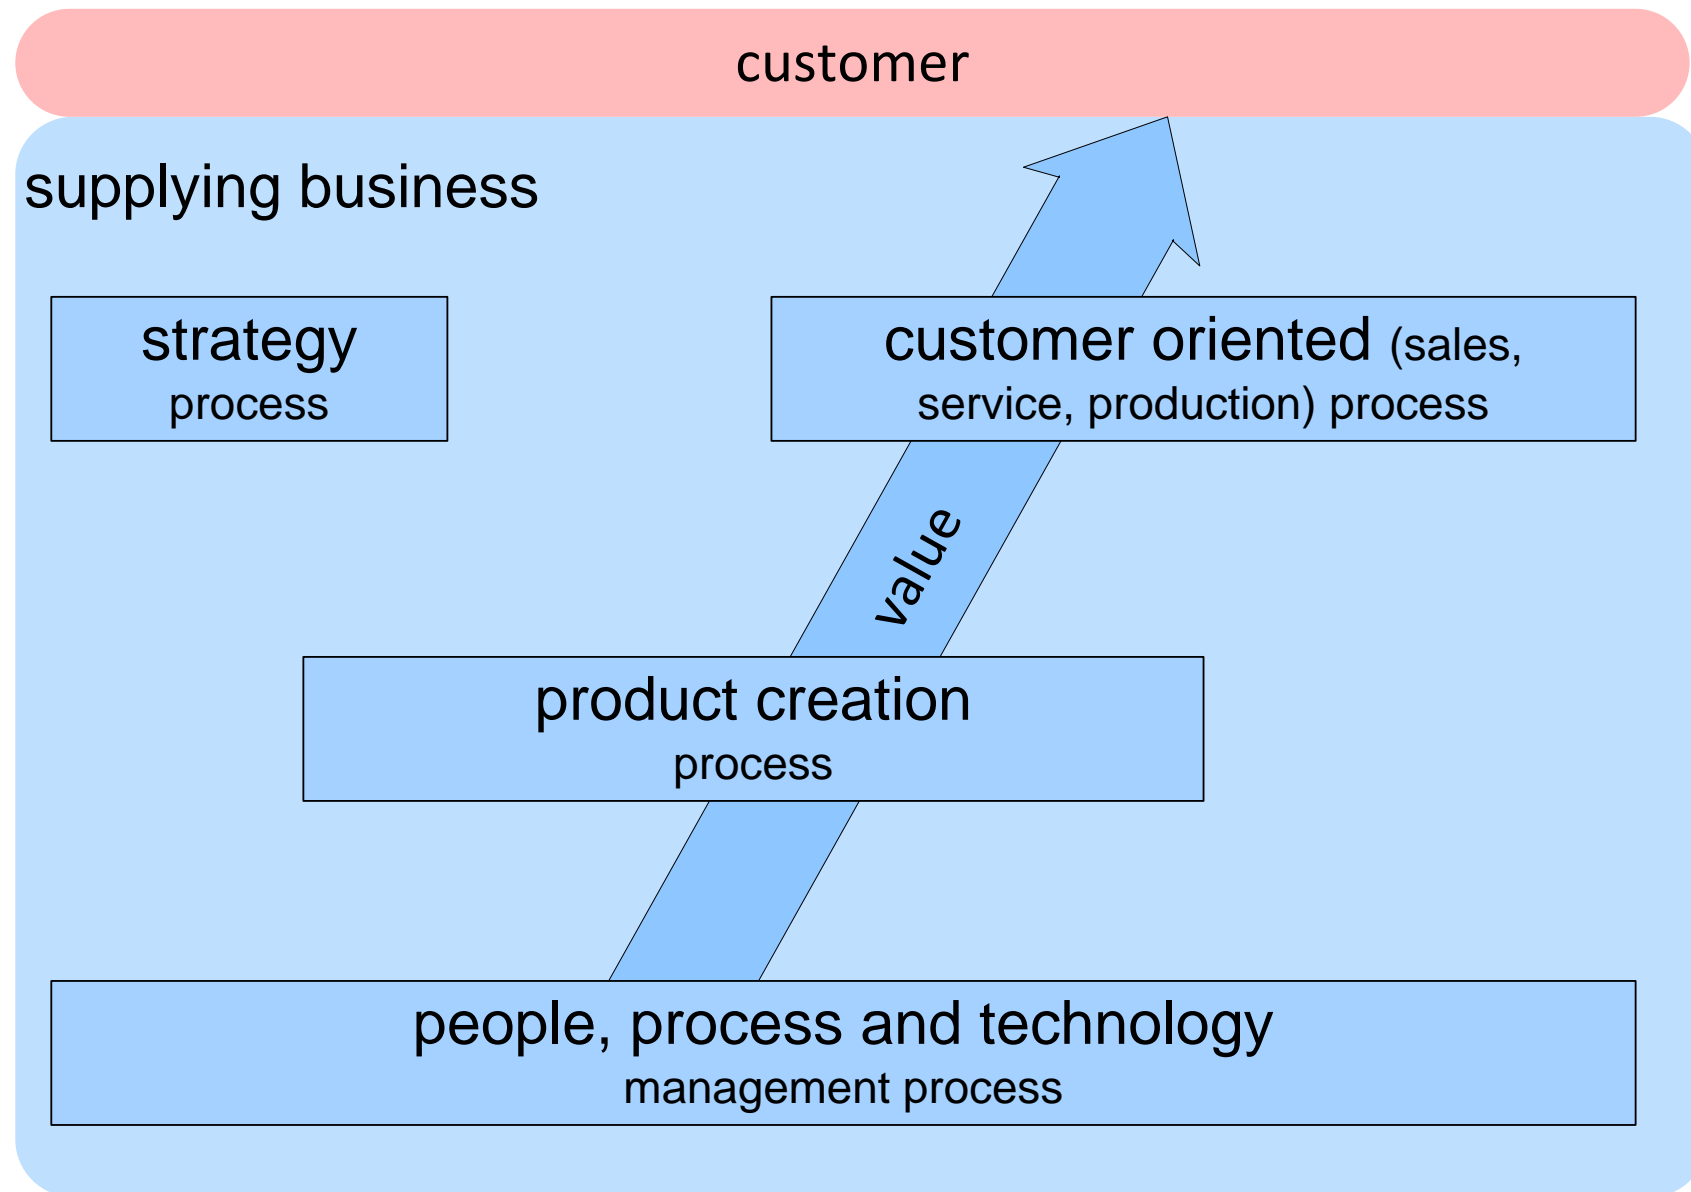 customer
supplying business
strategy
process
customer oriented (sales,
service, production) process
value
product creation
process
people, process and technology
management process